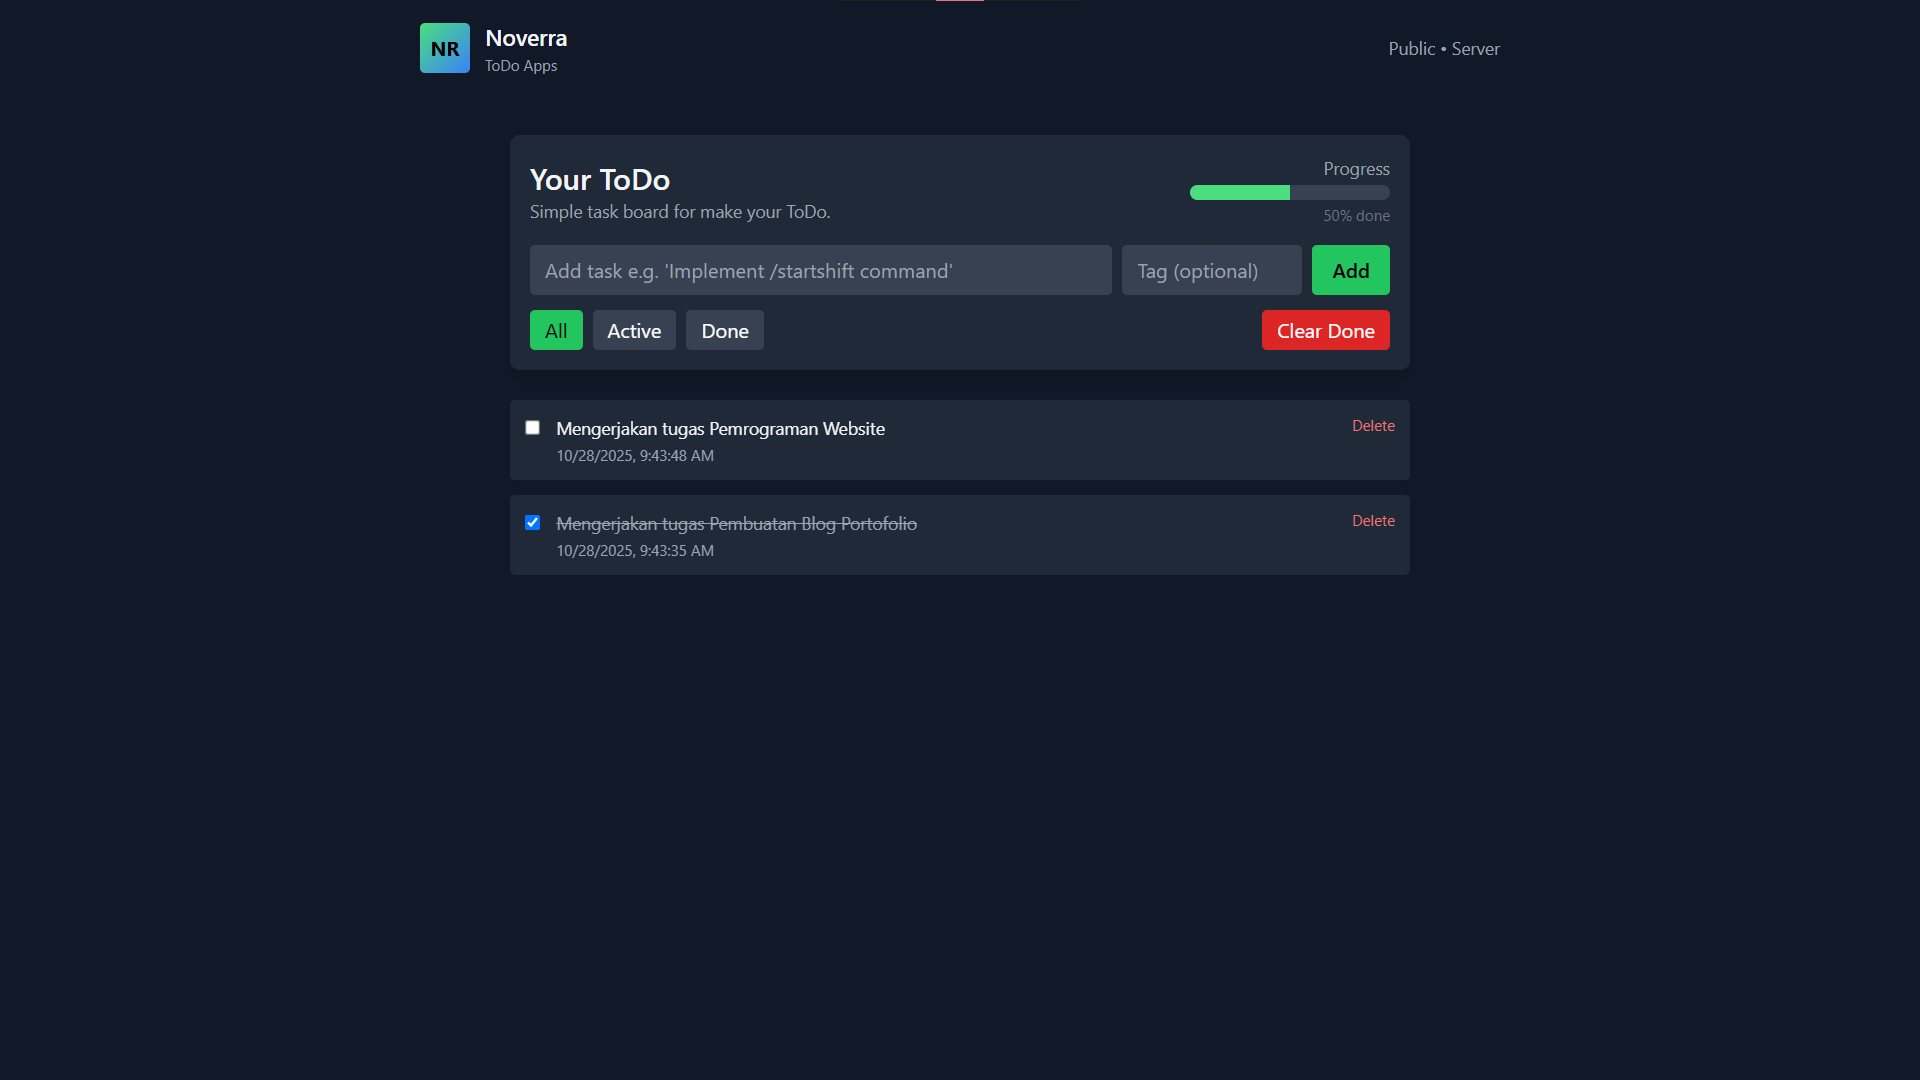 NR
Noverra
ToDo Apps
Public • Server
Your ToDo
Simple task board for make your ToDo.
Progress
50% done
Add task e.g. 'Implement /startshift command'
Tag (optional)
Add
All
Active
Done
Clear Done
Mengerjakan tugas Pemrograman Website
10/28/2025, 9:43:48 AM
Delete
Mengerjakan tugas Pembuatan Blog Portofolio
10/28/2025, 9:43:35 AM
Delete